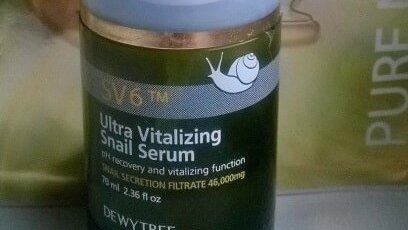 SV6™
Ultra Vitalizing
Snail Serum
pH recovery and vitalizing function
SNAIL SECRETION FILTRATE 46,000mg
70 ml 2.36 fl oz
DEWYTREE
PURE